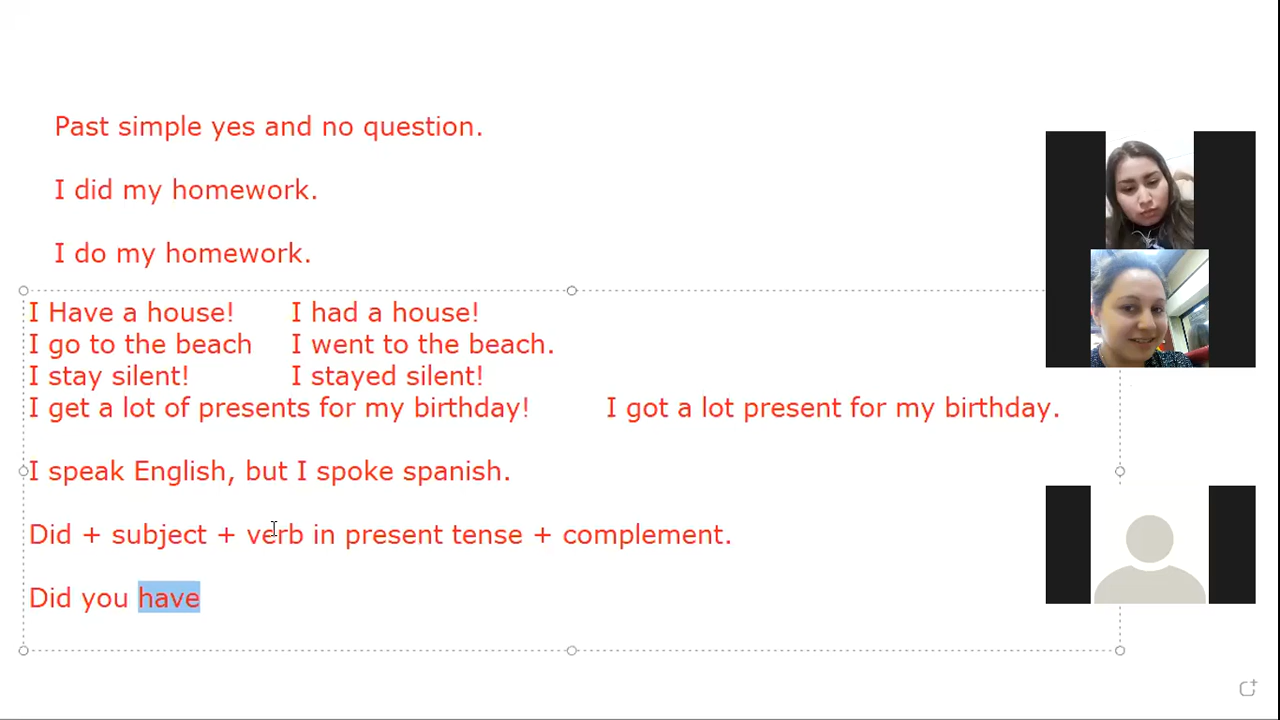 Past simple yes and no question.
I did my homework.
I do my homework.
I Have a house! I had a house!
I go to the beach I went to the beach.
I stay silent! I stayed silent!
I get a lot of presents for my birthday! I got a lot present for my birthday.
I speak English, but I spoke spanish.
Did + subject + verb in present tense + complement.
Did you have